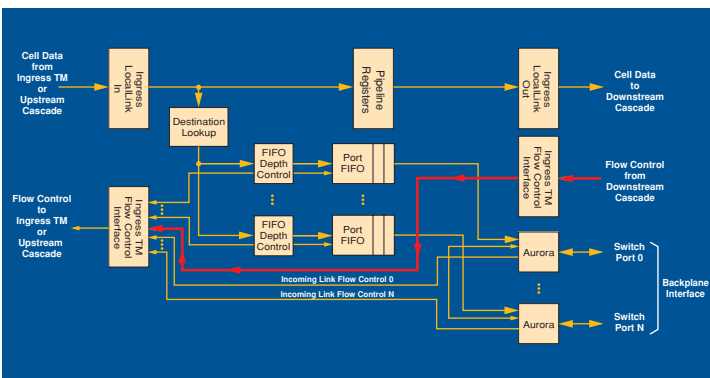 Cell Data
from
Ingress TM
or
Upstream
Cascade
Ingress
LocalLink
In
Pipeline
Registers
Ingress
LocalLink
Out
Cell Data to
Downstream
Cascade
Destination
Lookup
FIFO
Depth
Control
Port
FIFO
Ingress TM
Flow Control
Interface
Flow Control
from
Downstream
Cascade
Flow Control
to
Ingress TM
or
Upstream
Cascade
Ingress TM
Flow Control
Interface
FIFO
Depth
Control
Port
FIFO
Aurora
Switch
Port 0
Incoming Link Flow Control 0
Incoming Link Flow Control N
Backplane
Interface
Aurora
Switch
Port N